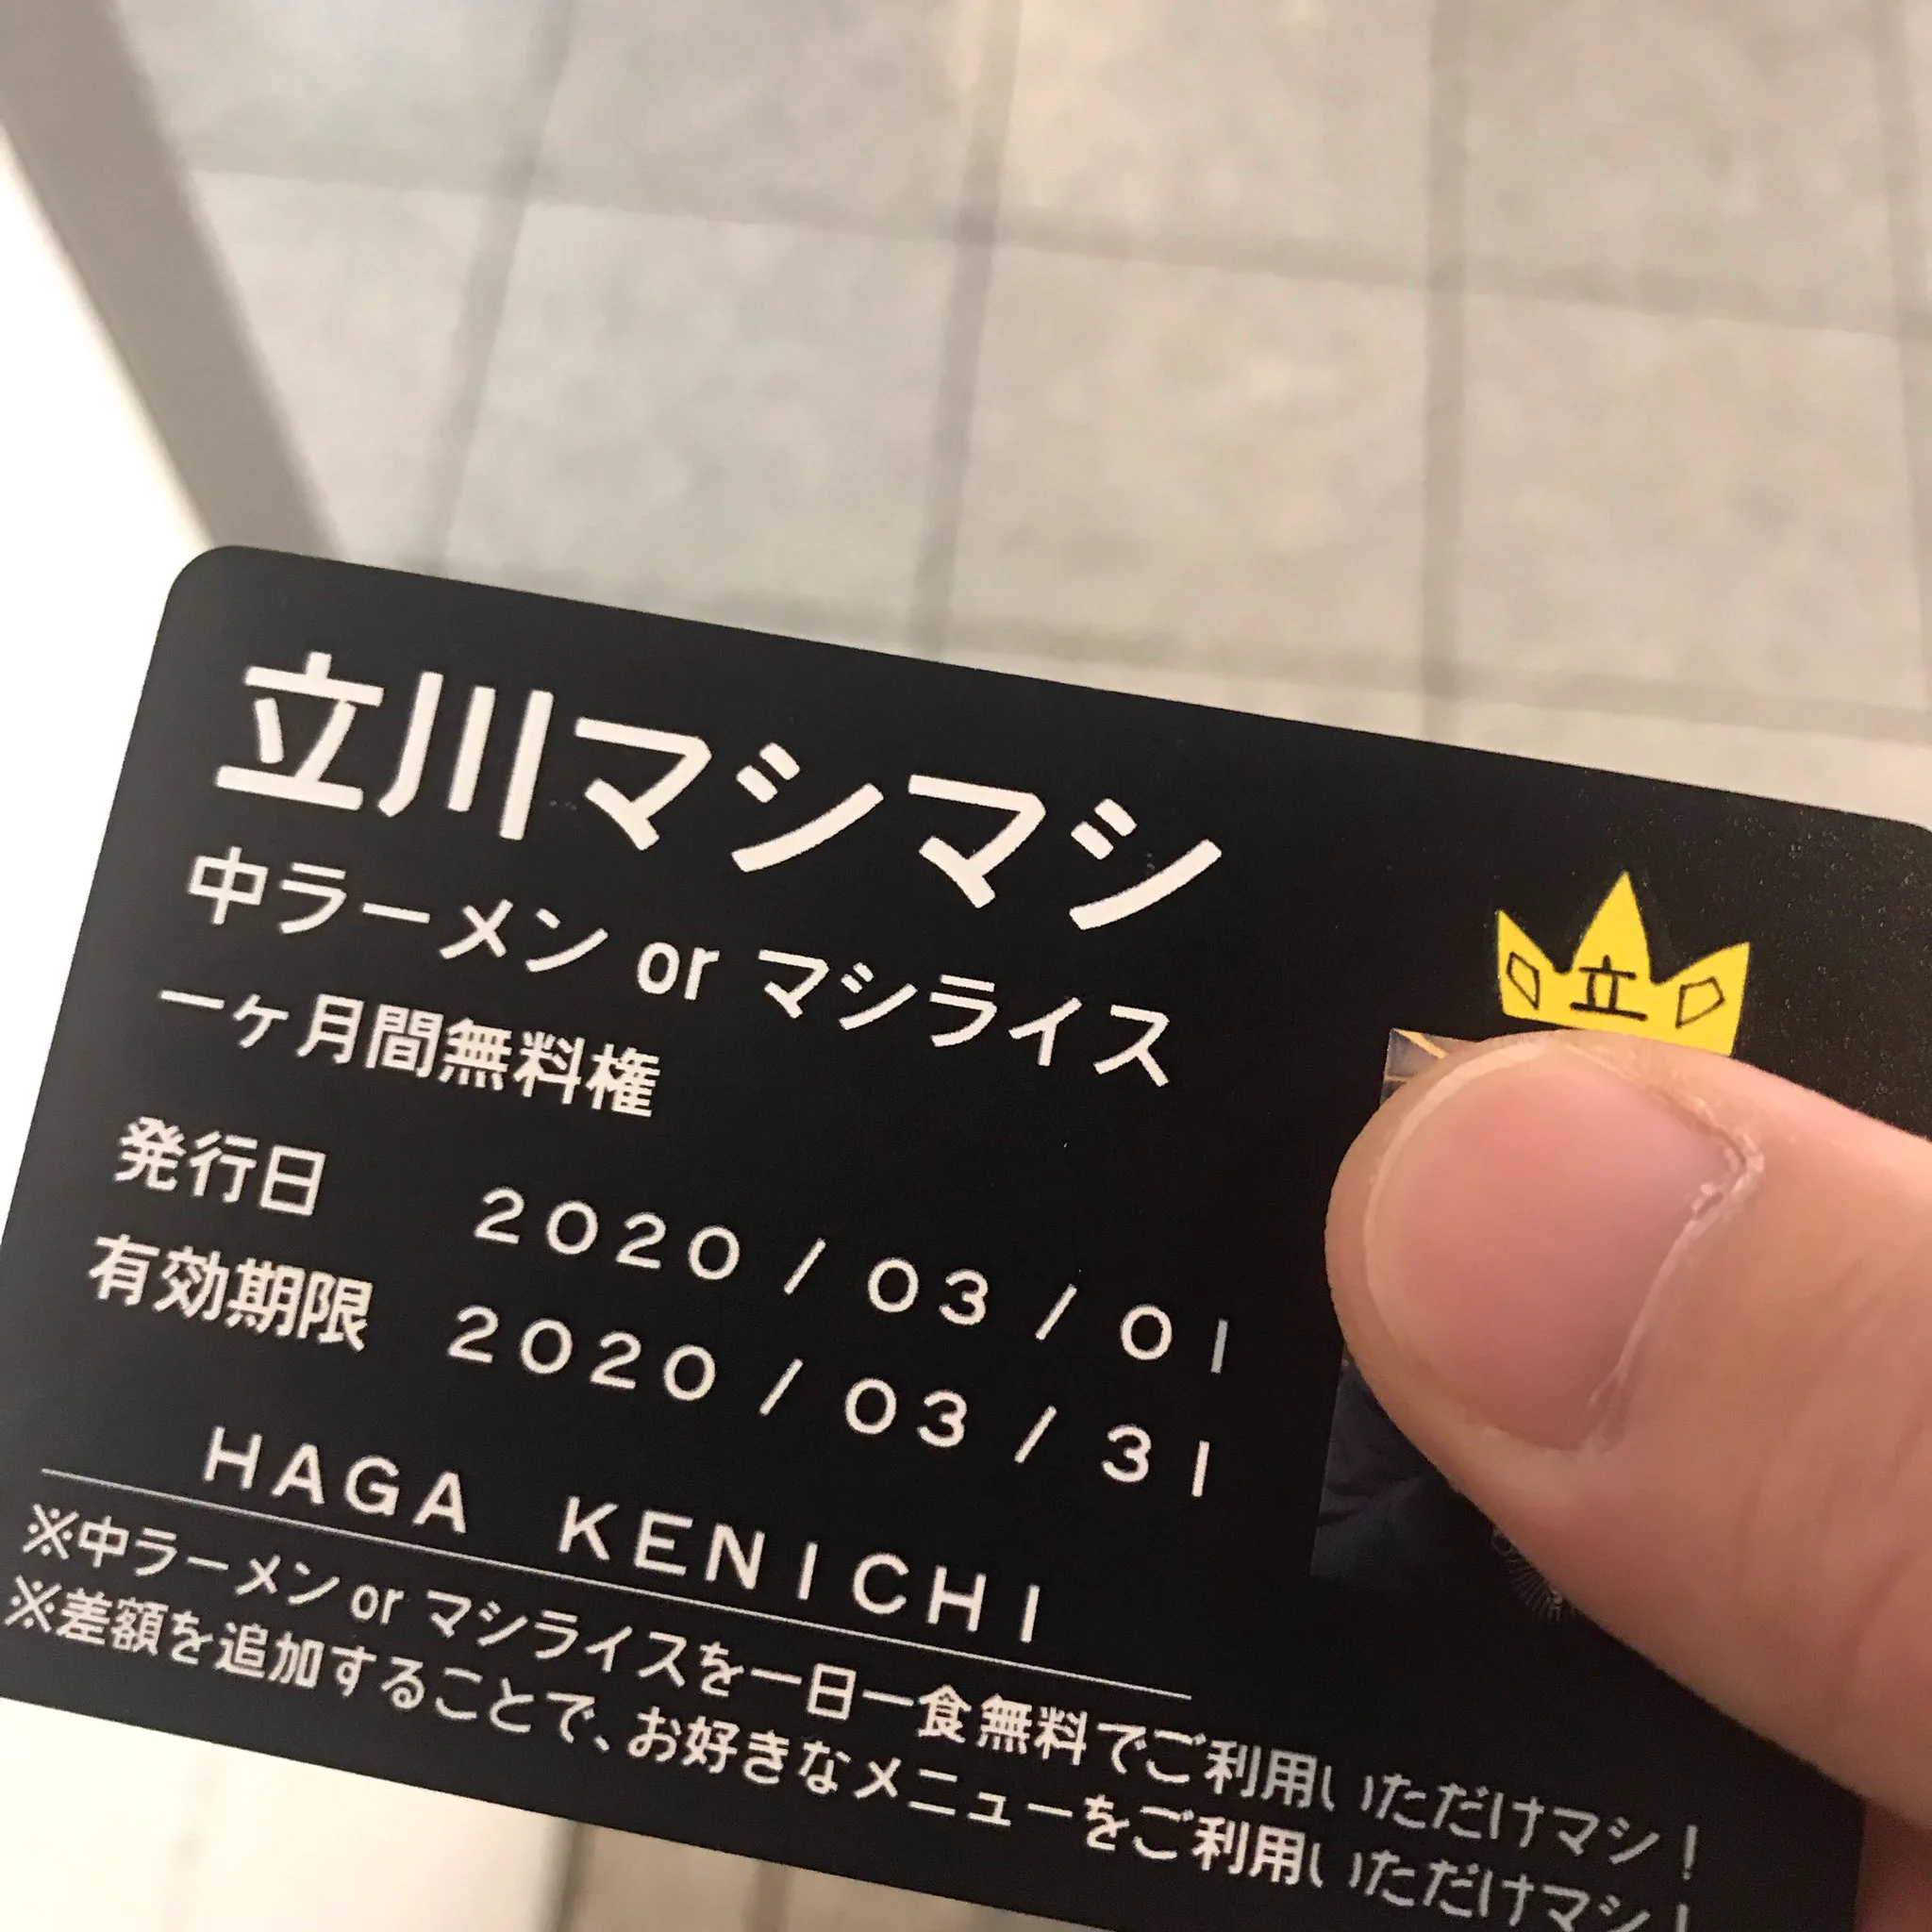 立川マシマシ
中ラーメン or マシライス
一ヶ月間無料権
立
発行日 2020/03/01
有効期限 2020/03/31
HAGA KENICHI
※中ラーメン or マシライスを一日一食無料でご利用いただけマシ!
※差額を追加することで、お好きなメニューをご利用いただけマシ!